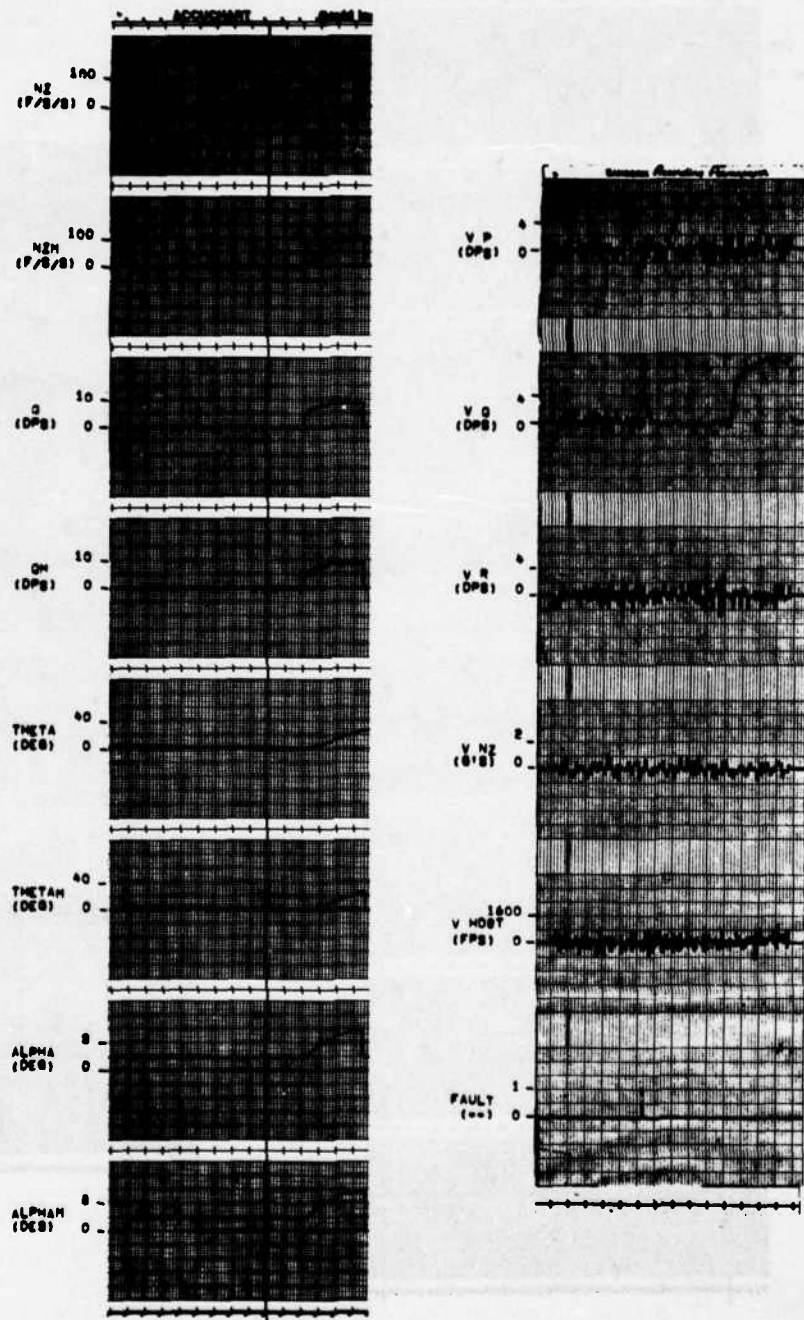 ACCUCHART
NZ
(F/S/S)
100
0
NZM
(F/S/S)
100
0
Q
(DPS)
10
0
QM
(DPS)
10
0
THETA
(DEG)
40
0
THETAM
(DEG)
40
0
ALPHA
(DEG)
8
0
ALPHAM
(DEG)
8
0
V P
(DPS)
4
0
V Q
(DPS)
4
0
V R
(DPS)
4
0
V NZ
(G'S)
2
0
V HDOT
(FPS)
1600
0
FAULT
(==)
1
0